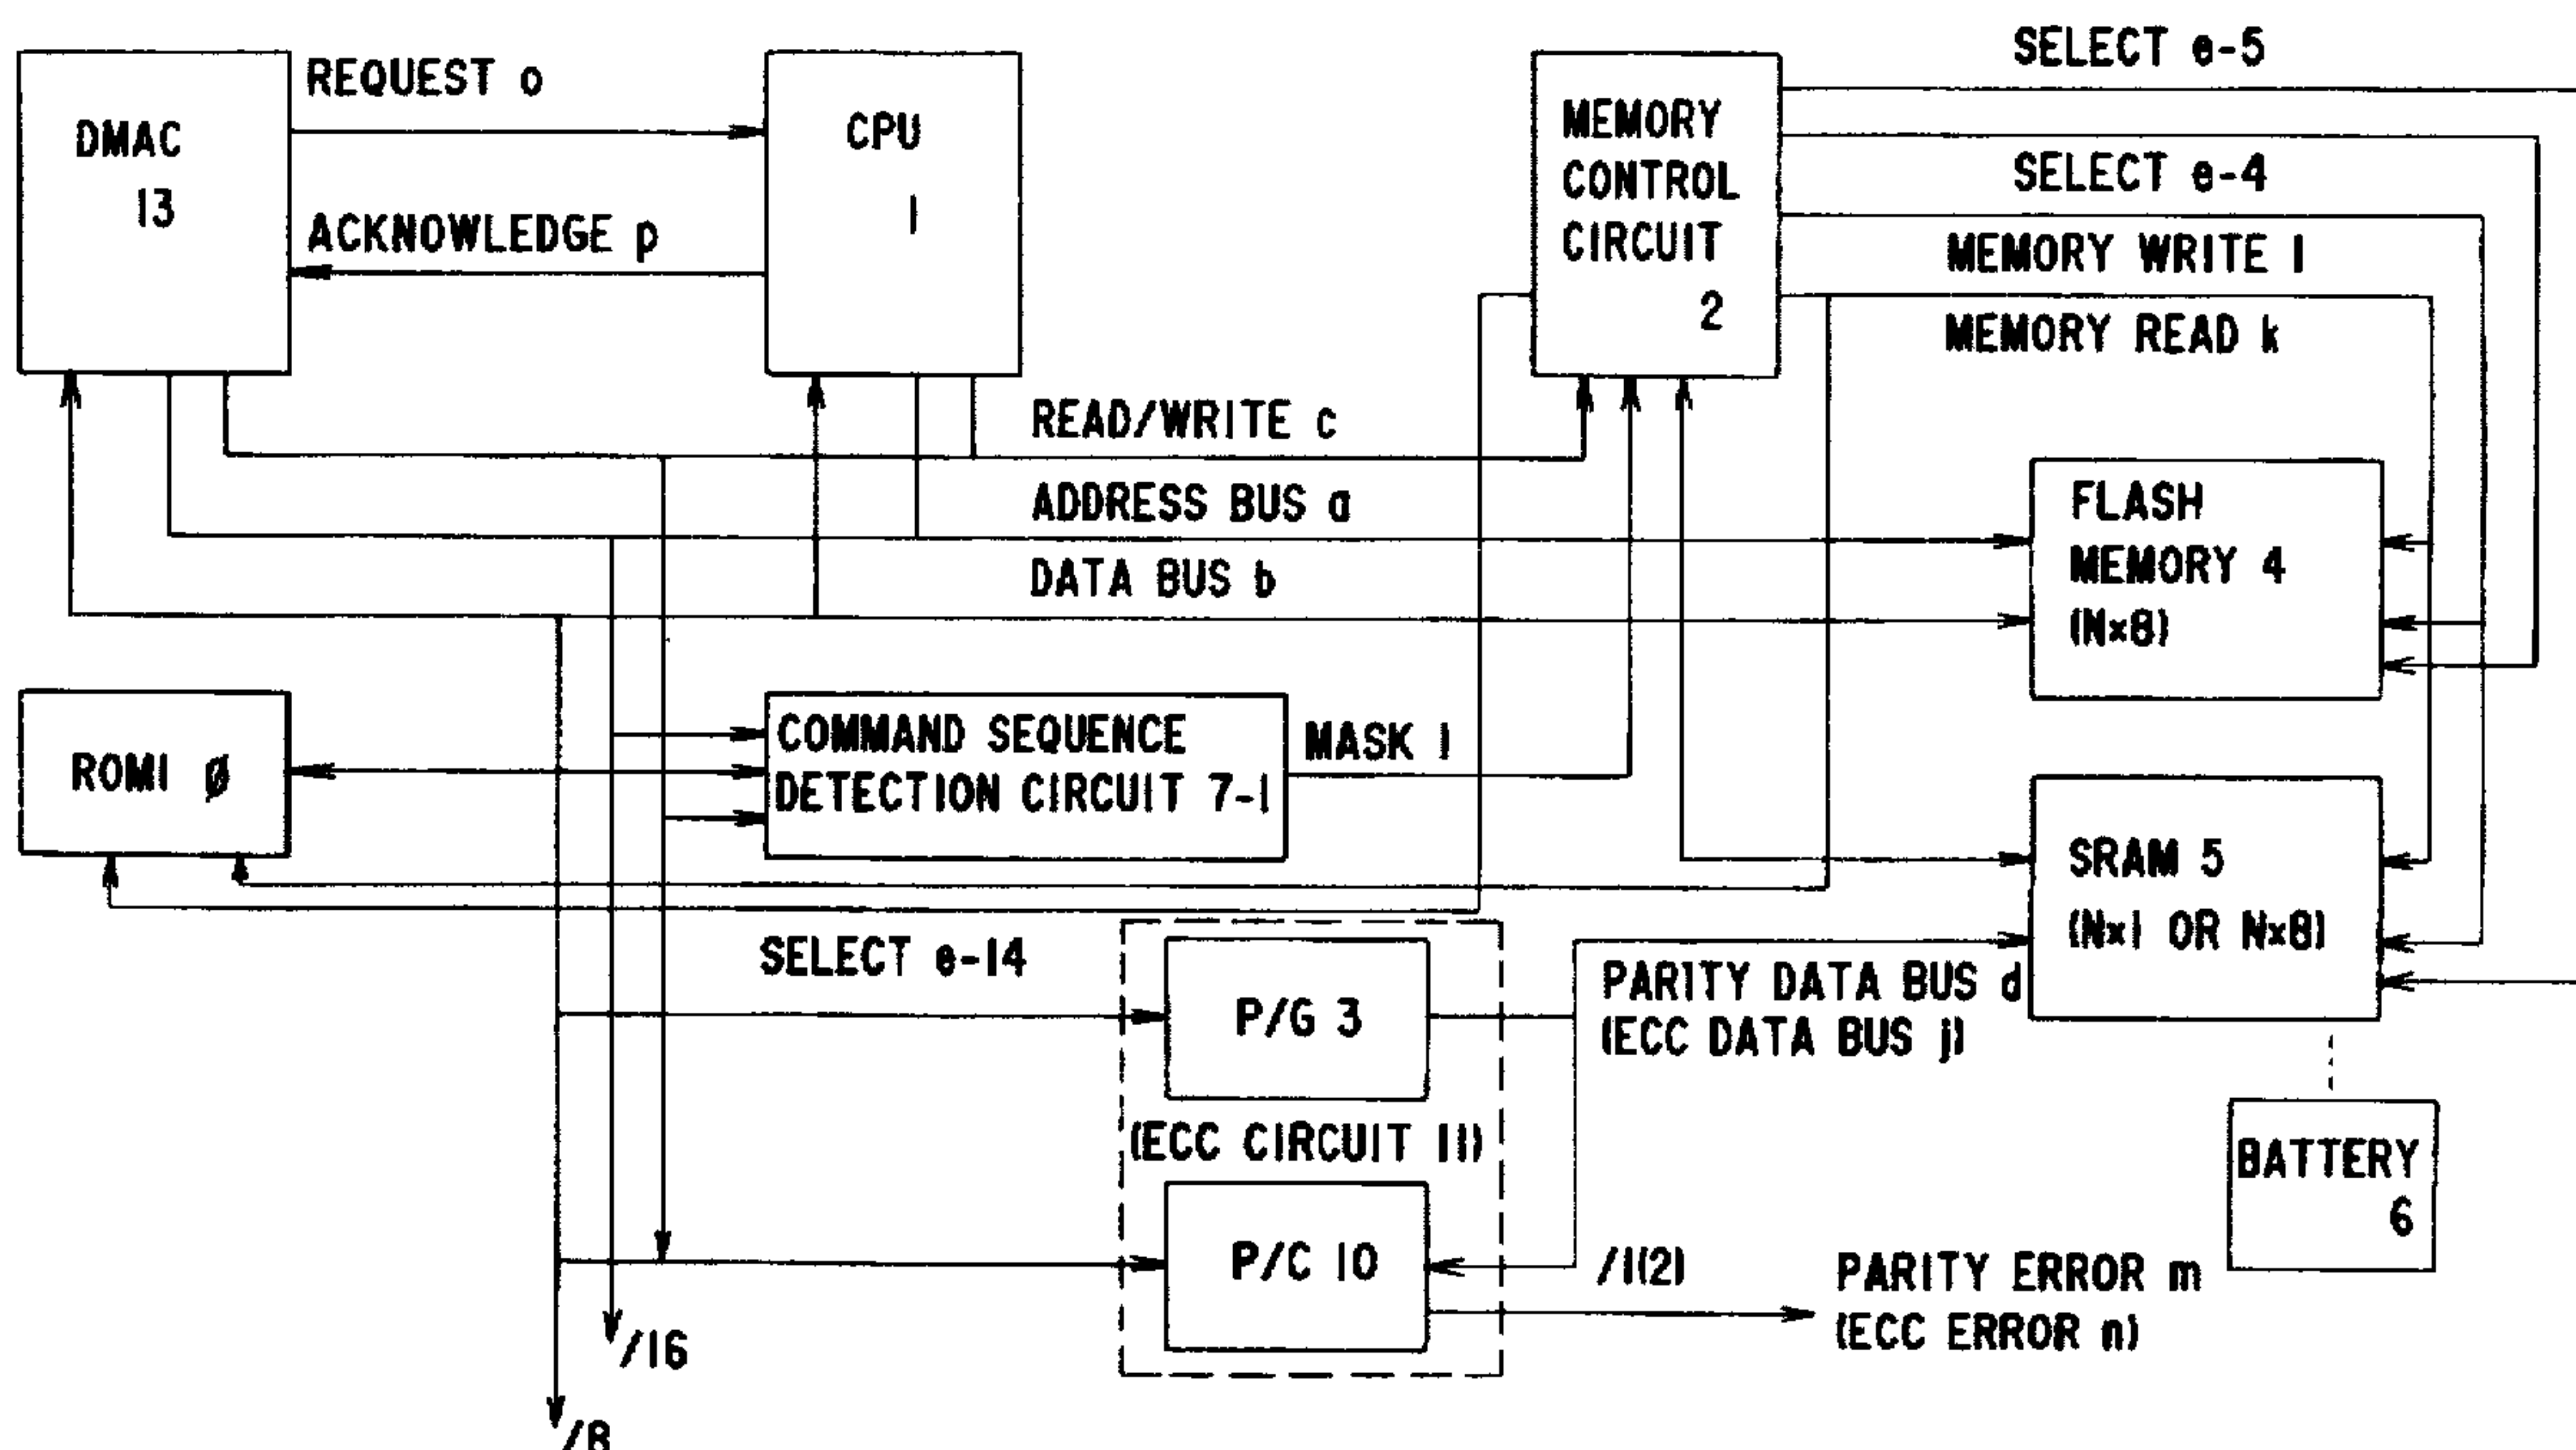 DMAC
13
REQUEST o
ACKNOWLEDGE p
CPU
1
MEMORY
CONTROL
CIRCUIT
2
SELECT e-5
SELECT e-4
MEMORY WRITE l
MEMORY READ k
READ/WRITE c
ADDRESS BUS a
DATA BUS b
FLASH
MEMORY 4
(N×8)
ROM1 ø
COMMAND SEQUENCE
DETECTION CIRCUIT 7-1
MASK I
SRAM 5
(N×1 OR N×8)
SELECT e-14
P/G 3
PARITY DATA BUS d
(ECC DATA BUS j)
(ECC CIRCUIT 11)
BATTERY
6
P/C 10
/1(2)
PARITY ERROR m
(ECC ERROR n)
/16
/8